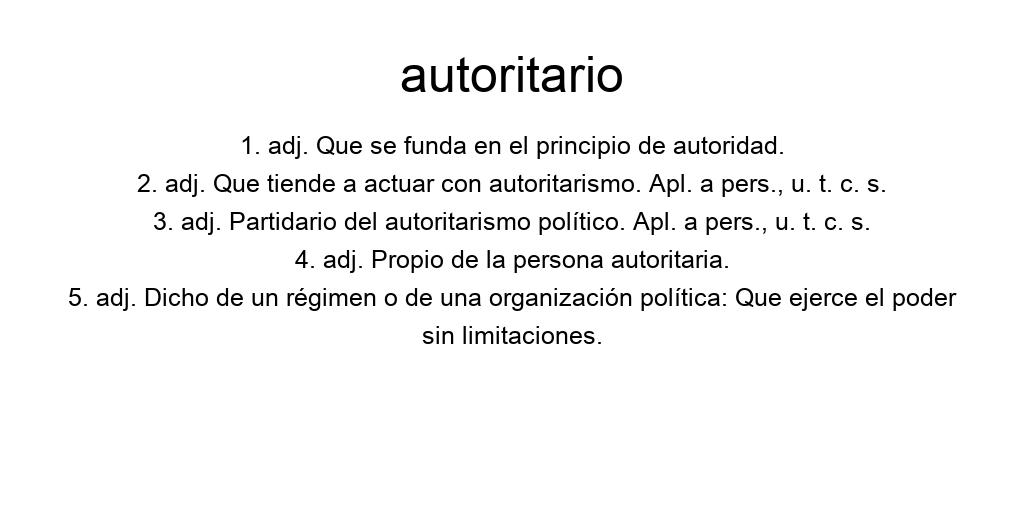 autoritario
1. adj. Que se funda en el principio de autoridad.
2. adj. Que tiende a actuar con autoritarismo. Apl. a pers., u. t. c. s.
3. adj. Partidario del autoritarismo político. Apl. a pers., u. t. c. s.
4. adj. Propio de la persona autoritaria.
5. adj. Dicho de un régimen o de una organización política: Que ejerce el poder
sin limitaciones.